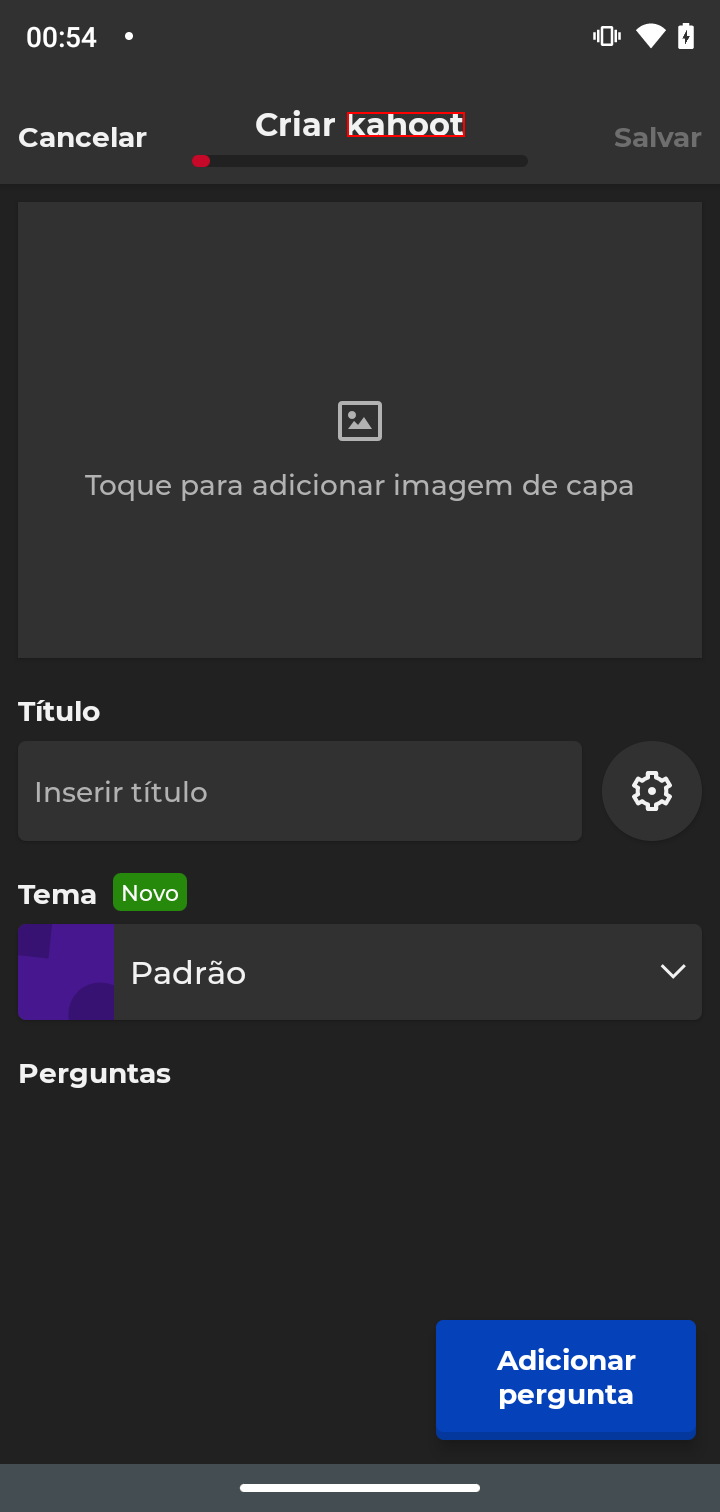 00:54
Cancelar
Criar kahoot
Salvar
Toque para adicionar imagem de capa
Título
Inserir título
Tema
Novo
Padrão
Perguntas
Adicionar
pergunta